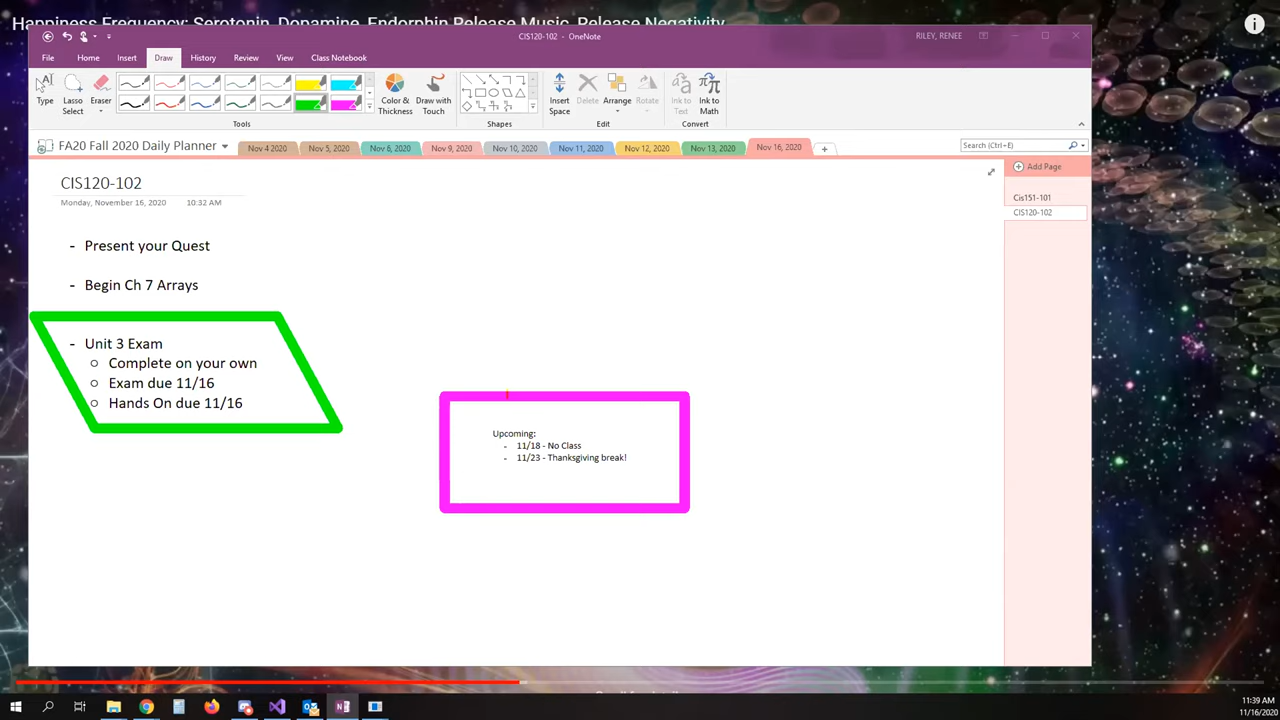 Happiness Frequency: Serotonin, Dopamine, Endorphin Release Music, Release Negativity
CIS120-102 - OneNote
RILEY, RENEE
File Home Insert Draw History Review View Class Notebook
Type
Lasso Select
Eraser
Color & Thickness
Draw with Touch
Insert Space
Delete
Arrange
Rotate
Ink to Text
Ink to Math
Tools
Shapes
Edit
Convert
FA20 Fall 2020 Daily Planner
Nov 4 2020
Nov 5, 2020
Nov 6, 2020
Nov 9, 2020
Nov 10, 2020
Nov 11, 2020
Nov 12, 2020
Nov 13, 2020
Nov 16, 2020
Search (Ctrl+E)
Add Page
Cis151-101
CIS120-102
CIS120-102
Monday, November 16, 2020 10:32 AM
- Present your Quest
- Begin Ch 7 Arrays
- Unit 3 Exam
○ Complete on your own
○ Exam due 11/16
○ Hands On due 11/16
Upcoming:
- 11/18 - No Class
- 11/23 - Thanksgiving break!
11:39 AM
11/16/2020